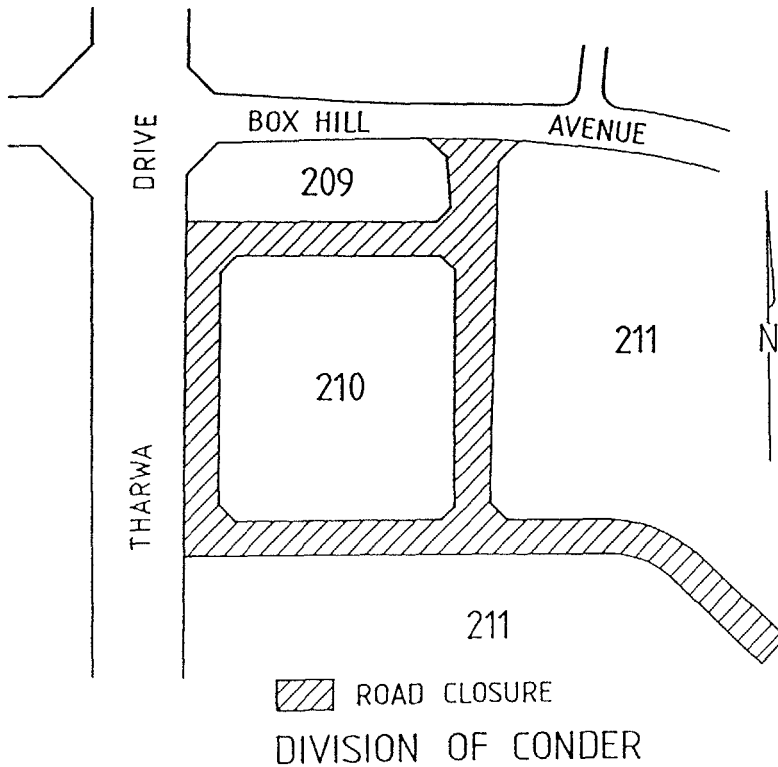 BOX HILL AVENUE
DRIVE
209
211
N
210
THARWA
211
ROAD CLOSURE
DIVISION OF CONDER